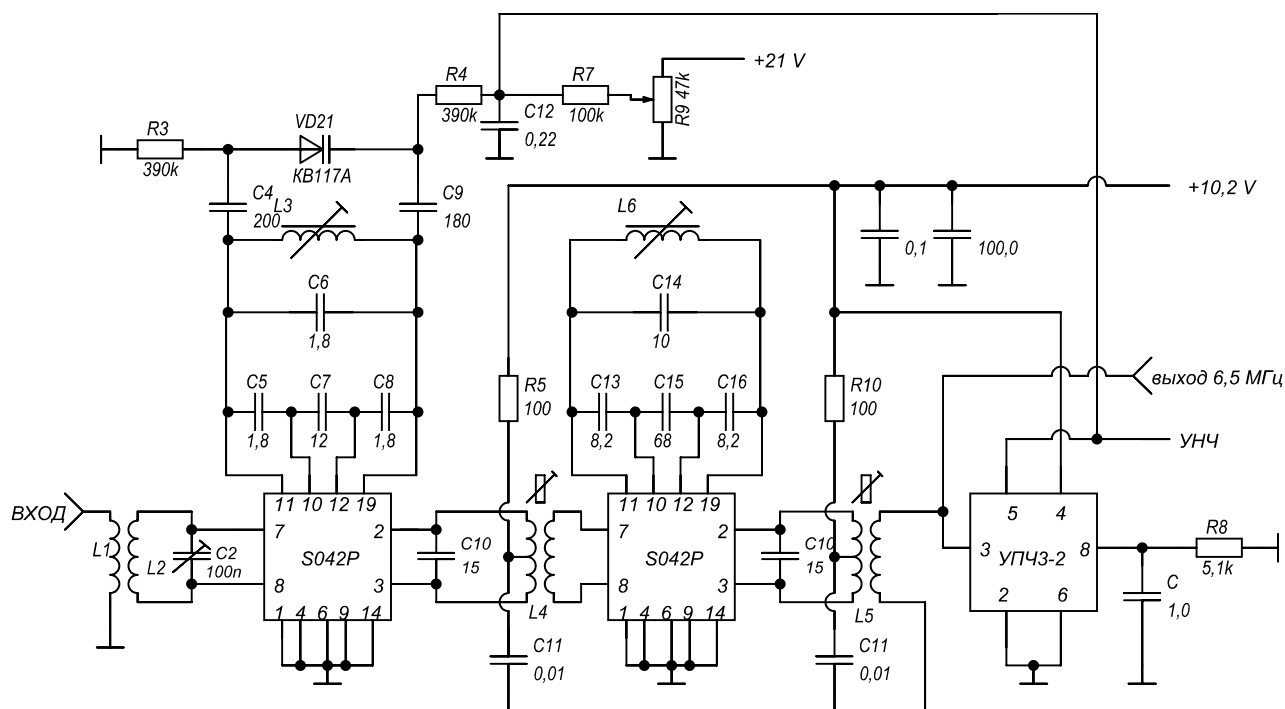 +21 V
R4
390k
C12
0,22
R7
100k
R9 47k
R3
390k
VD21
КВ117А
C4
200
L3
C9
180
L6
+10,2 V
0,1
100,0
C6
1,8
C14
10
C5
1,8
C7
12
C8
1,8
R5
100
C13
8,2
C15
68
C16
8,2
R10
100
выход 6,5 МГц
УНЧ
ВХОД
L1
L2
C2
100n
11 10 12 19
7
2
S042P
8
3
1 4 6 9 14
C10
15
L4
11 10 12 19
7
2
S042P
8
3
1 4 6 9 14
C10
15
L5
5 4
3
УПЧЗ-2
8
2 6
R8
5,1k
C
1,0
C11
0,01
C11
0,01